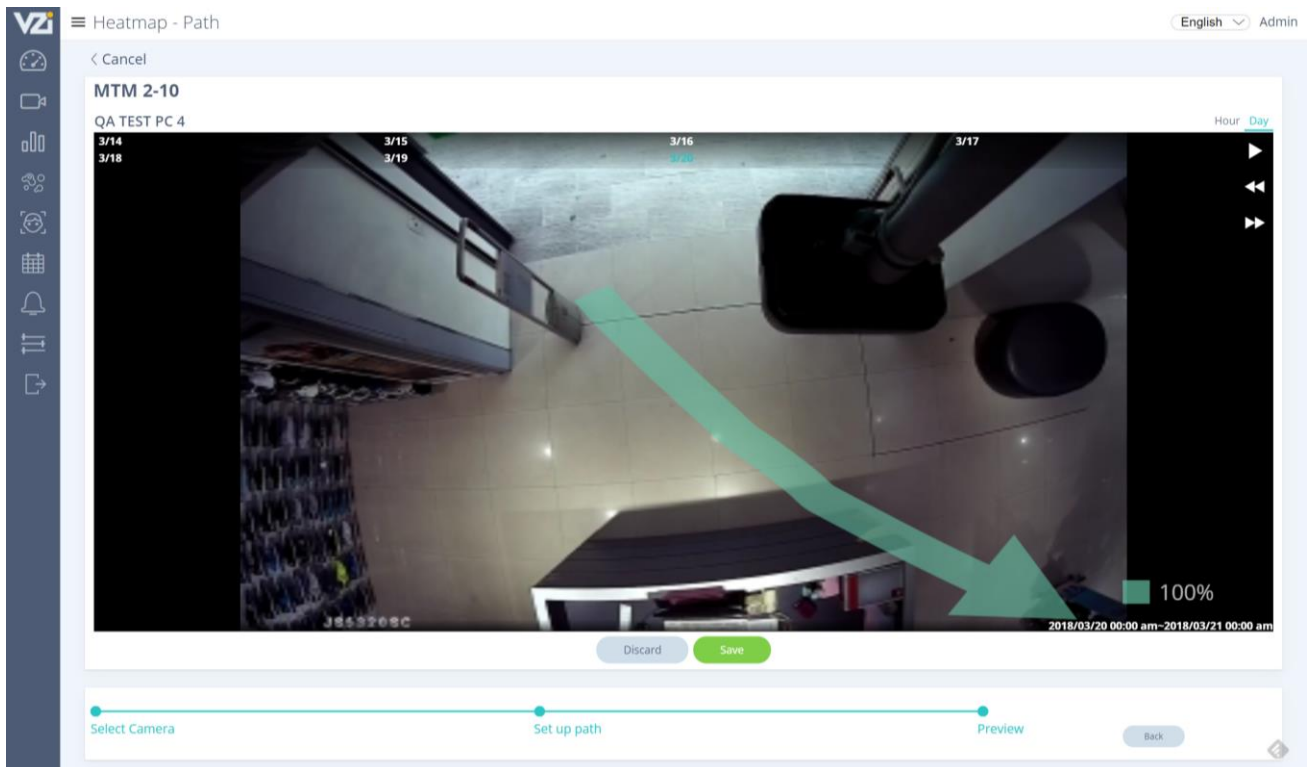 VZi
Heatmap - Path
English
Admin
< Cancel
MTM 2-10
QA TEST PC 4
Hour Day
3/14 3/15 3/16 3/17
3/18 3/19 3/20
100%
2018/03/20 00:00 am~2018/03/21 00:00 am
Discard Save
Select Camera Set up path Preview
Back